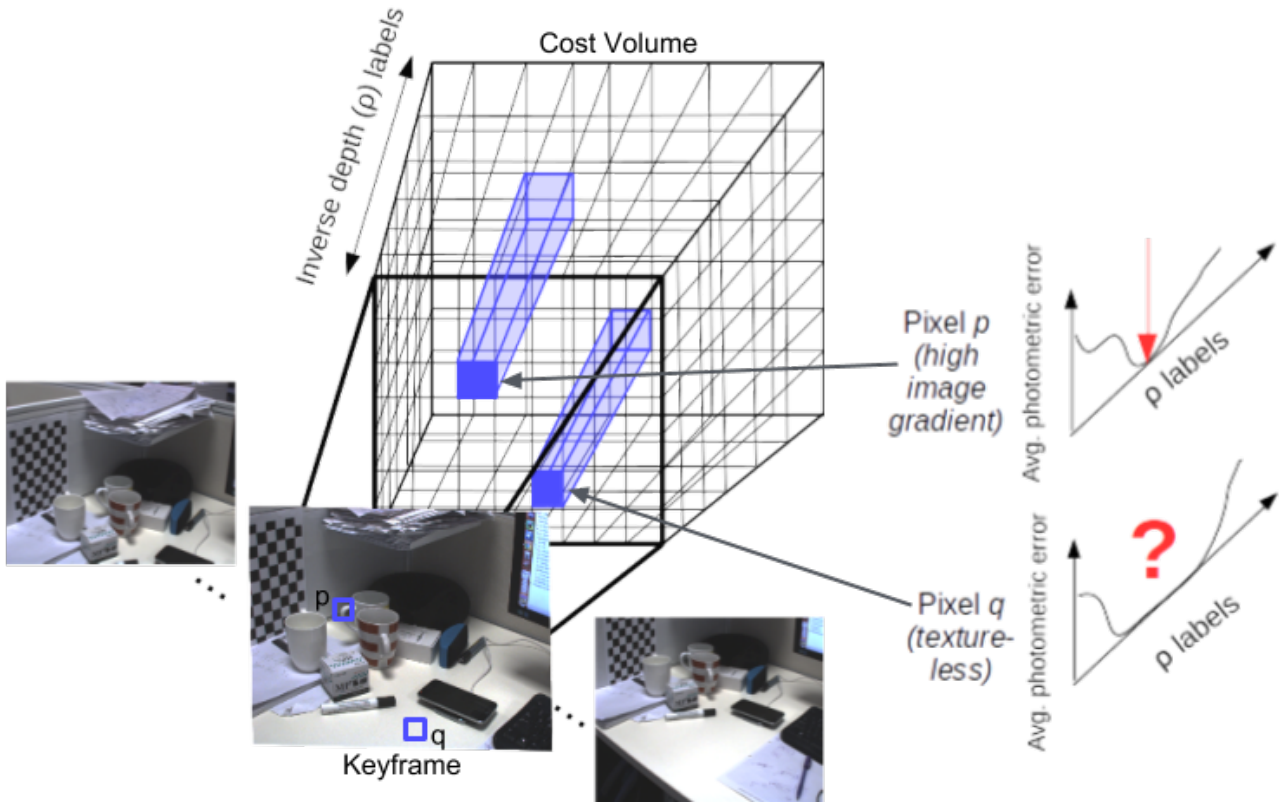 Cost Volume
Inverse depth (ρ) labels
Pixel p
(high
image
gradient)
Avg. photometric error
ρ labels
Pixel q
(texture-
less)
Avg. photometric error
?
ρ labels
p
q
Keyframe